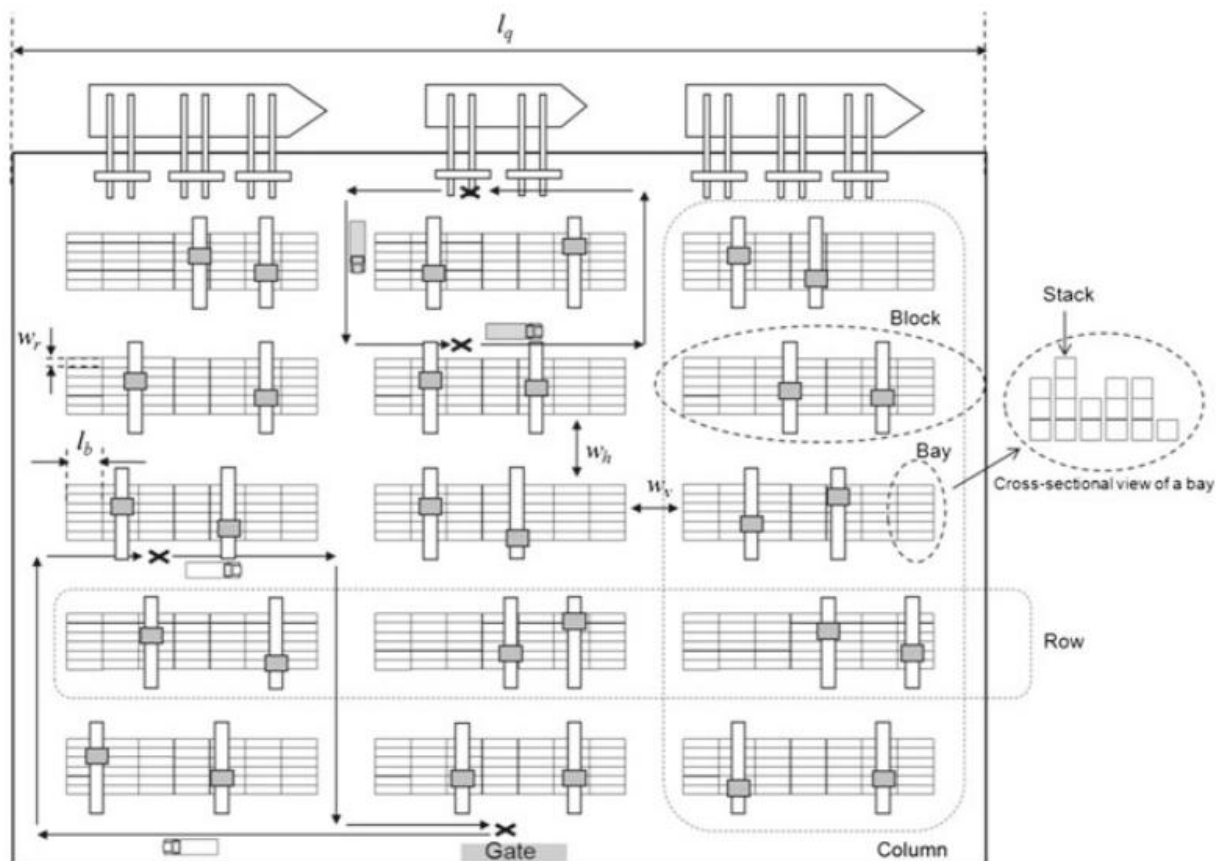 l_q
Block
Stack
w_r
l_b
w_h
Bay
w_v
Cross-sectional view of a bay
Row
Gate
Column